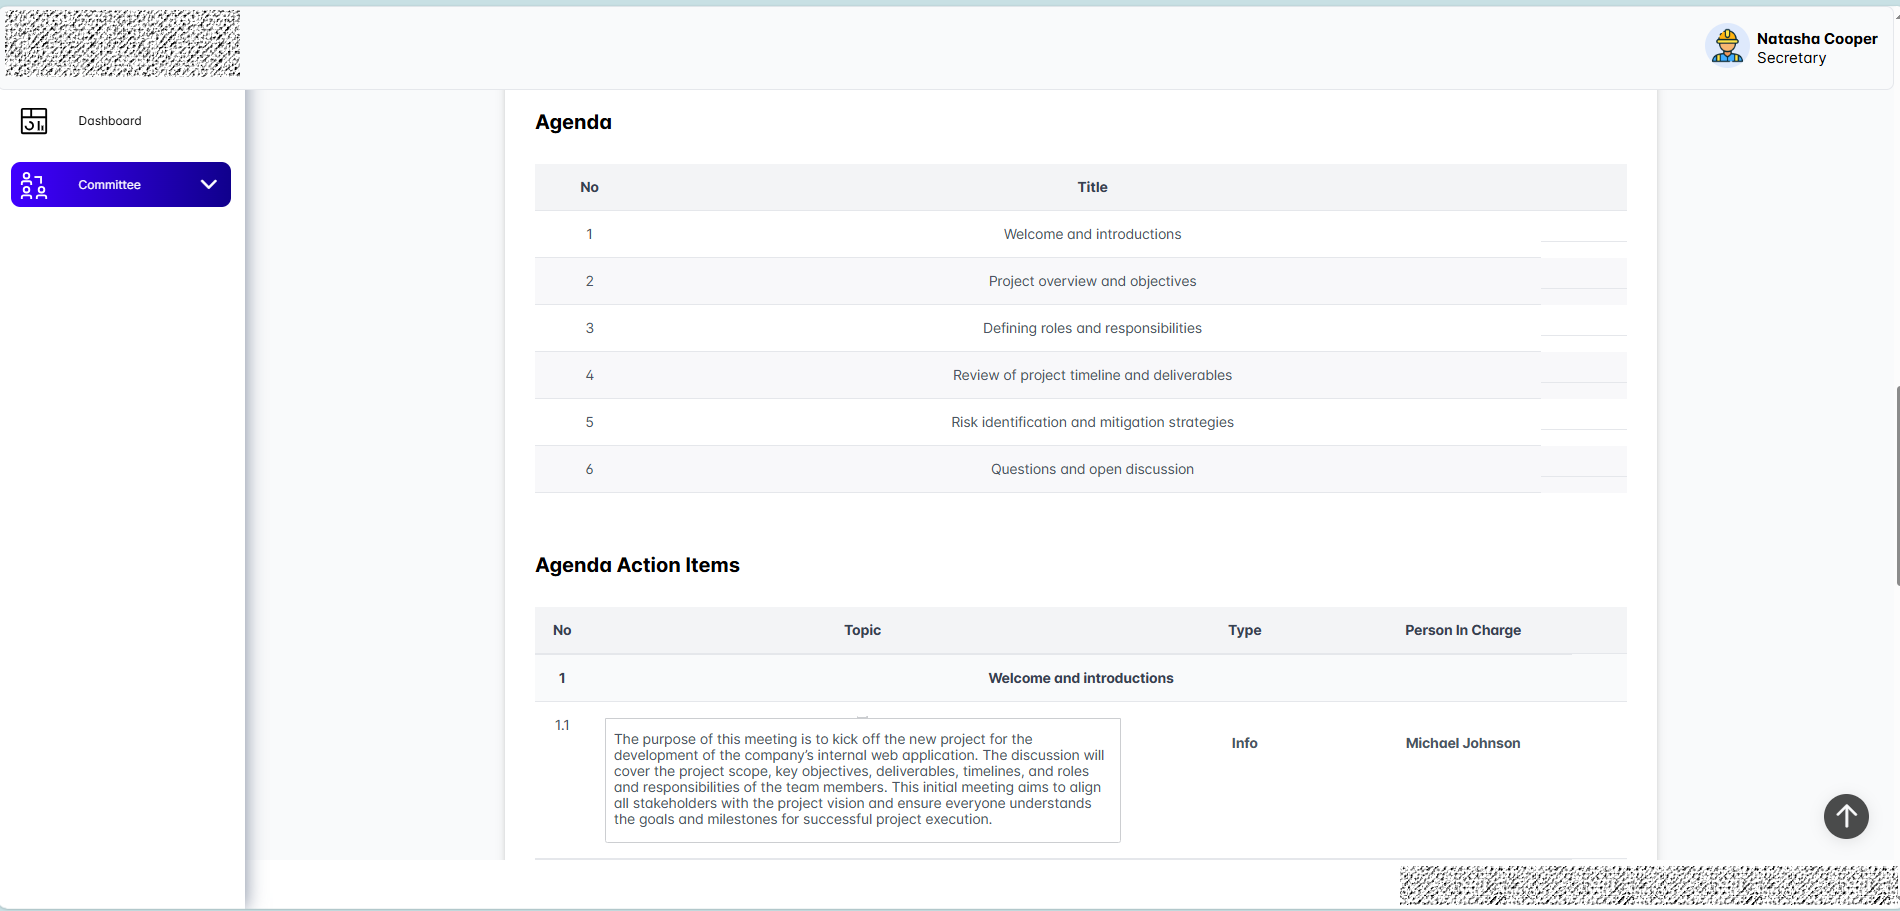 Natasha Cooper
Secretary
Dashboard
Committee
Agenda
No Title
1 Welcome and introductions
2 Project overview and objectives
3 Defining roles and responsibilities
4 Review of project timeline and deliverables
5 Risk identification and mitigation strategies
6 Questions and open discussion
Agenda Action Items
No Topic Type Person In Charge
1 Welcome and introductions
1.1
The purpose of this meeting is to kick off the new project for the
development of the company's internal web application. The discussion will
cover the project scope, key objectives, deliverables, timelines, and roles
and responsibilities of the team members. This initial meeting aims to align
all stakeholders with the project vision and ensure everyone understands
the goals and milestones for successful project execution.
Info
Michael Johnson